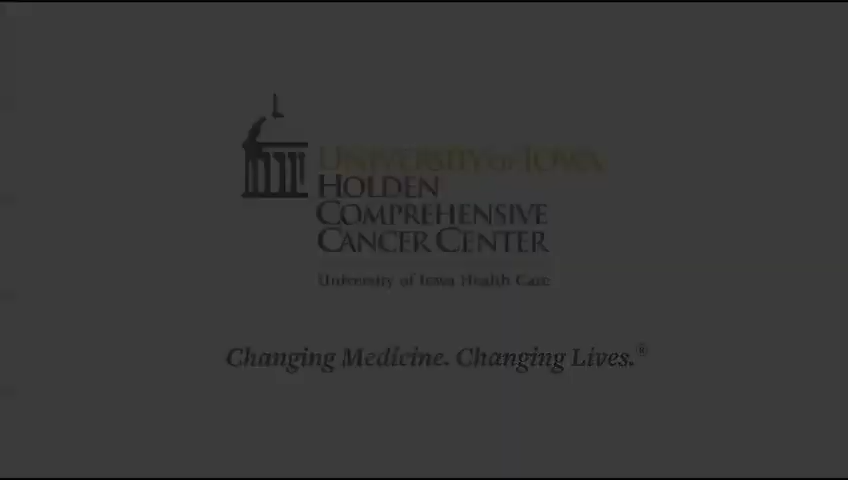 UNIVERSITY OF IOWA
HOLDEN
COMPREHENSIVE
CANCER CENTER
University of Iowa Health Care
Changing Medicine. Changing Lives.®